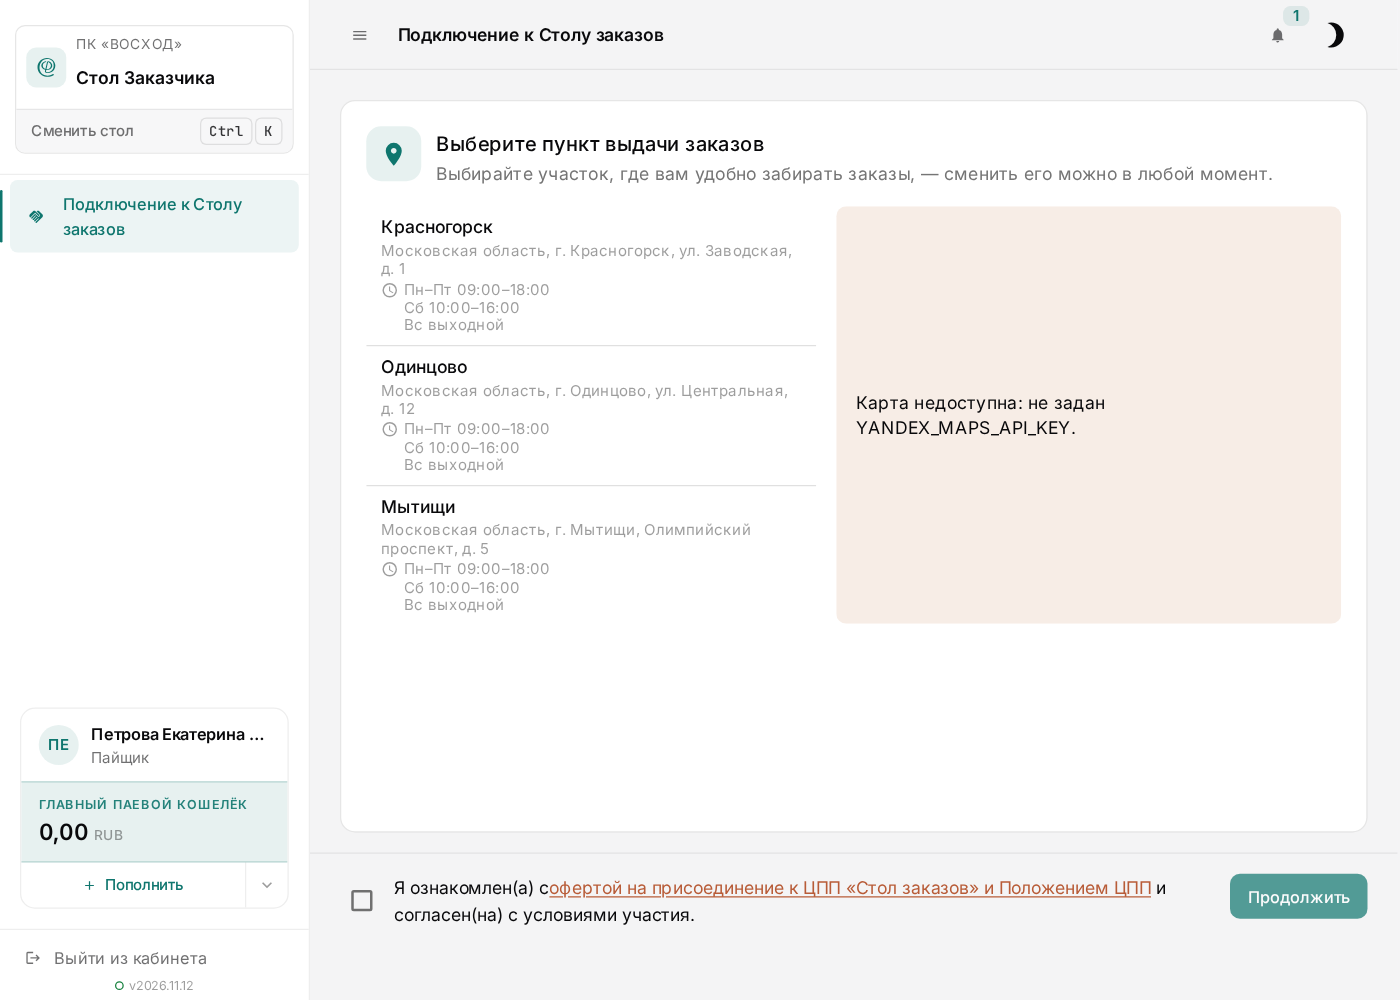 ПК «ВОСХОД»
Стол Заказчика
Сменить стол
Ctrl K
Подключение к Столу
заказов
Петрова Екатерина ...
Пайщик
ПЕ
ГЛАВНЫЙ ПАЕВОЙ КОШЕЛЁК
0,00 RUB
+ Пополнить
Выйти из кабинета
v2026.11.12
Подключение к Столу заказов
1
Выберите пункт выдачи заказов
Выбирайте участок, где вам удобно забирать заказы, — сменить его можно в любой момент.
Красногорск
Московская область, г. Красногорск, ул. Заводская,
д. 1
Пн–Пт 09:00–18:00
Сб 10:00–16:00
Вс выходной
Одинцово
Московская область, г. Одинцово, ул. Центральная,
д. 12
Пн–Пт 09:00–18:00
Сб 10:00–16:00
Вс выходной
Мытищи
Московская область, г. Мытищи, Олимпийский
проспект, д. 5
Пн–Пт 09:00–18:00
Сб 10:00–16:00
Вс выходной
Карта недоступна: не задан
YANDEX_MAPS_API_KEY.
Я ознакомлен(а) софертой на присоединение к ЦПП «Стол заказов» и Положением ЦПП и
согласен(на) с условиями участия.
Продолжить